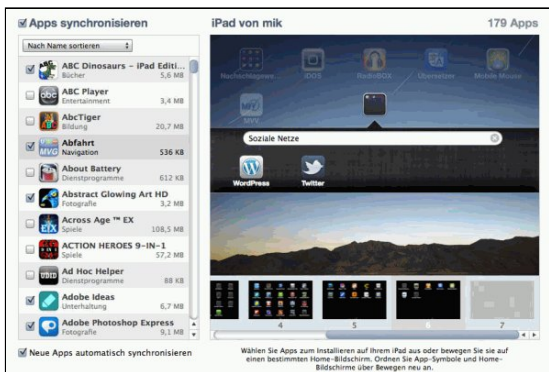 Apps synchronisieren
iPad von mik
179 Apps
Nach Name sortieren
ABC Dinosaurs – iPad Editi...
Bücher 5,6 MB
ABC Player
Entertainment 3,4 MB
AbcTiger
Bildung 20,7 MB
Abfahrt
Navigation 536 KB
About Battery
Dienstprogramme 612 KB
Abstract Glowing Art HD
Fotografie 3,2 MB
Across Age ™ EX
Spiele 108,5 MB
ACTION HEROES 9-IN-1
Spiele 57,2 MB
Ad Hoc Helper
Dienstprogramme 88 KB
Adobe Ideas
Unterhaltung 6,7 MB
Adobe Photoshop Express
Fotografie 9,1 MB
Neue Apps automatisch synchronisieren
Nachschlagewe...
iDOS
RadioBOX
Übersetzer
Mobile Mouse
MVV
Soziale Netze
WordPress
Twitter
4
5
6
7
Wählen Sie Apps zum Installieren auf Ihrem iPad aus oder bewegen Sie sie auf
einen bestimmten Home-Bildschirm. Ordnen Sie App-Symbole und Home-
Bildschirme über Bewegen neu an.